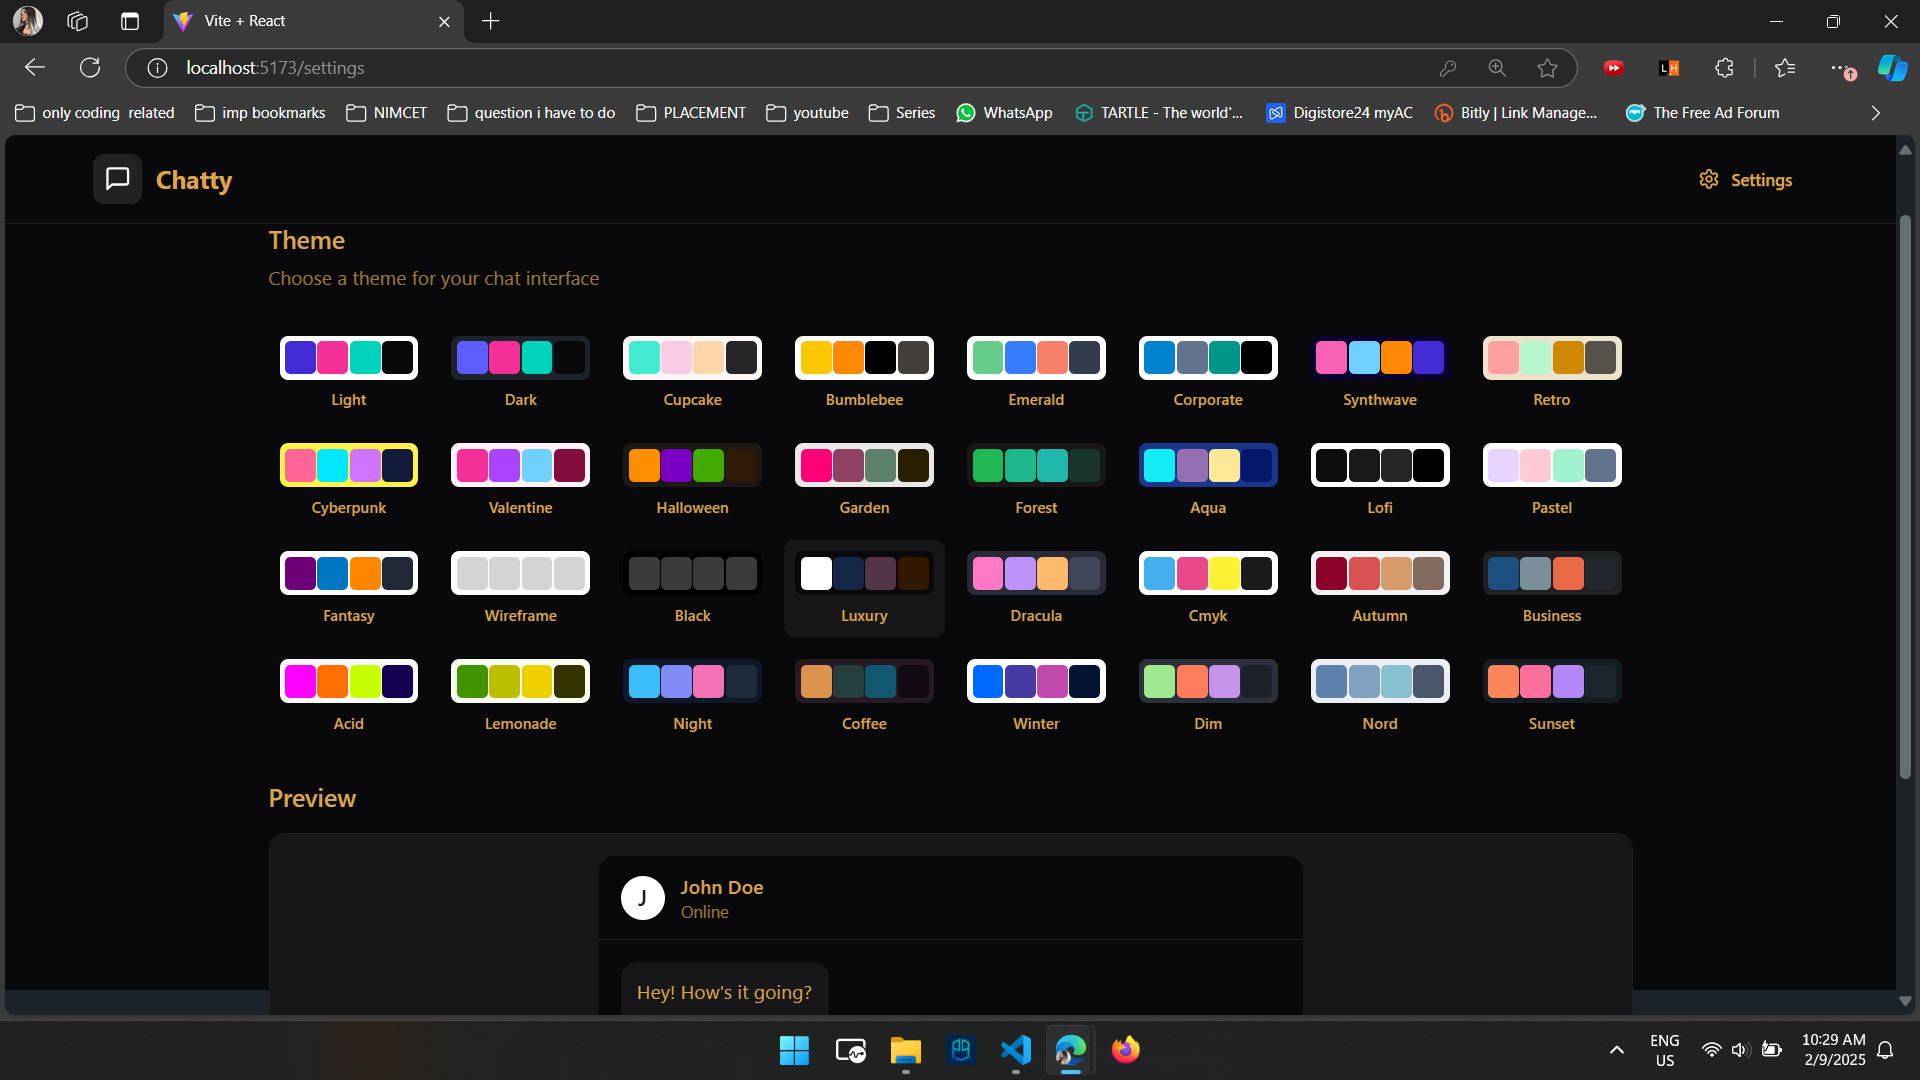 Vite + React
localhost:5173/settings
only coding related
imp bookmarks
NIMCET
question i have to do
PLACEMENT
youtube
Series
WhatsApp
TARTLE - The world'...
Digistore24 myAC
Bitly | Link Manage...
The Free Ad Forum
Chatty
Settings
Theme
Choose a theme for your chat interface
Light
Dark
Cupcake
Bumblebee
Emerald
Corporate
Synthwave
Retro
Cyberpunk
Valentine
Halloween
Garden
Forest
Aqua
Lofi
Pastel
Fantasy
Wireframe
Black
Luxury
Dracula
Cmyk
Autumn
Business
Acid
Lemonade
Night
Coffee
Winter
Dim
Nord
Sunset
Preview
J
John Doe
Online
Hey! How's it going?
ENG
US
10:29 AM
2/9/2025